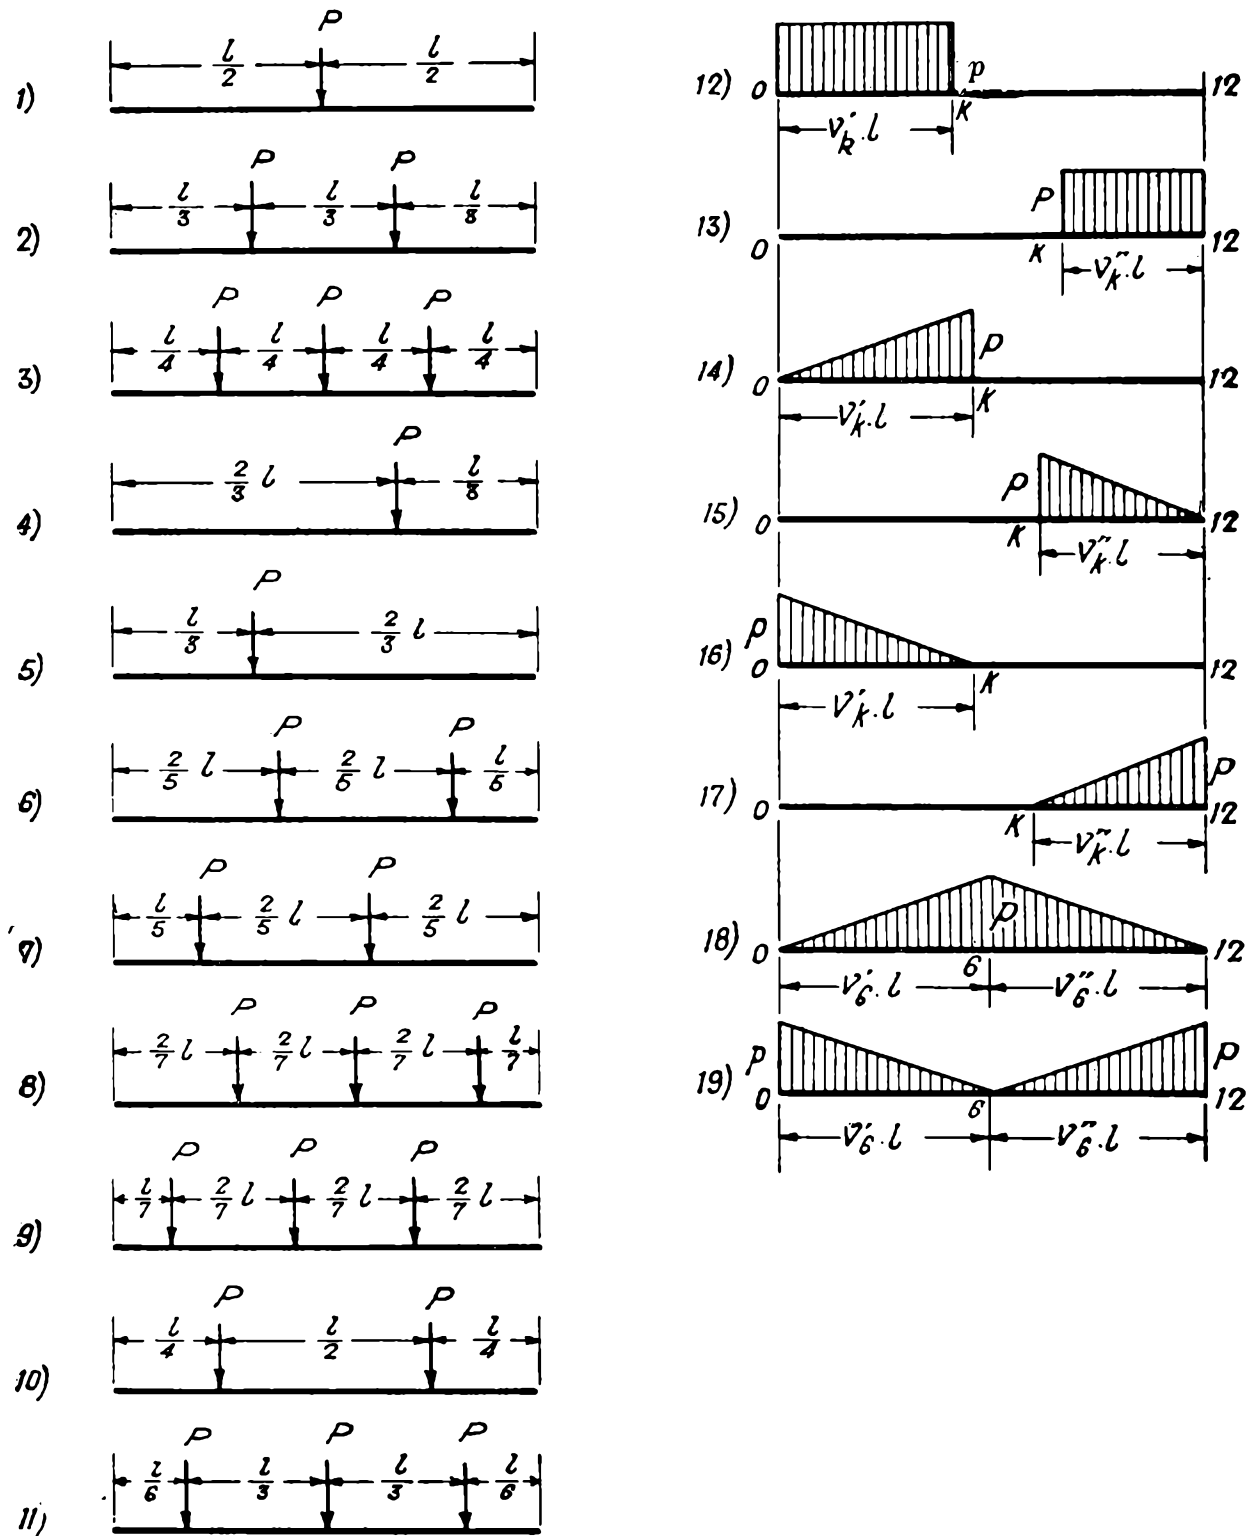 1) P l/2 l/2
2) P P l/3 l/3 l/3
3) P P P l/4 l/4 l/4 l/4
4) P 2/3 l l/3
5) P l/3 2/3 l
6) P P 2/5 l 2/5 l l/5
7) P P l/5 2/5 l 2/5 l
8) P P P 2/7 l 2/7 l 2/7 l l/7
9) P P P l/7 2/7 l 2/7 l 2/7 l
10) P P l/4 l/2 l/4
11) P P P l/6 l/3 l/3 l/6
12) 0 p K 12
v'k·l
13) 0 P K 12
v"k·l
14) 0 P K 12
v'k·l
15) 0 P K 12
v"k·l
16) P 0 K 12
v'k·l
17) 0 K P 12
v"k·l
18) 0 P 6 12
v'6·l v"6·l
19) P 0 6 P 12
v'6·l v"6·l